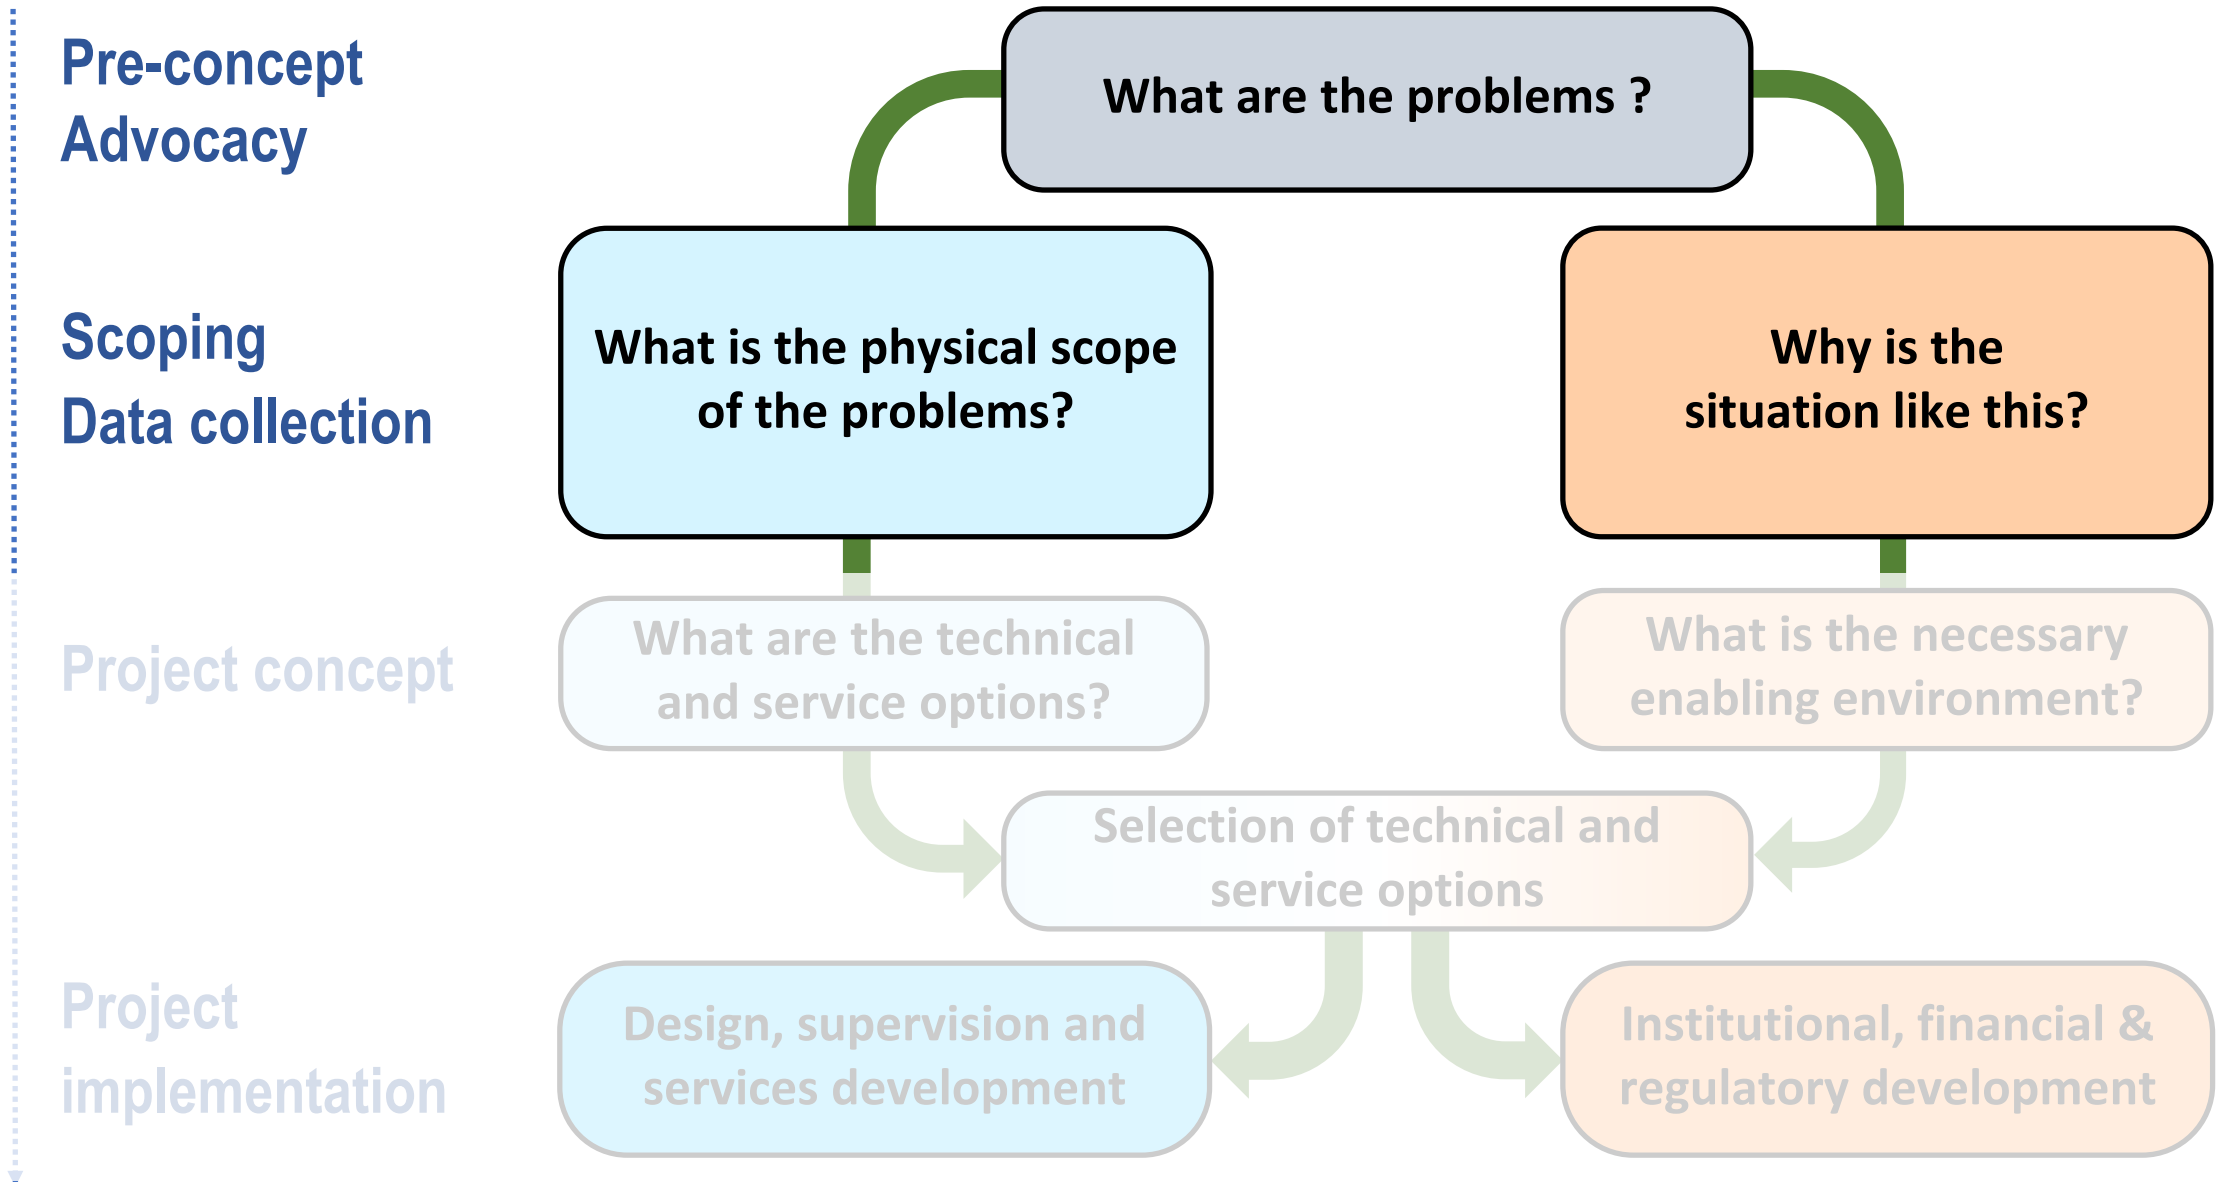 Pre-concept
Advocacy
What are the problems ?
Scoping
Data collection
What is the physical scope
of the problems?
Why is the
situation like this?
Project concept
What are the technical
and service options?
What is the necessary
enabling environment?
Selection of technical and
service options
Project
implementation
Design, supervision and
services development
Institutional, financial &
regulatory development